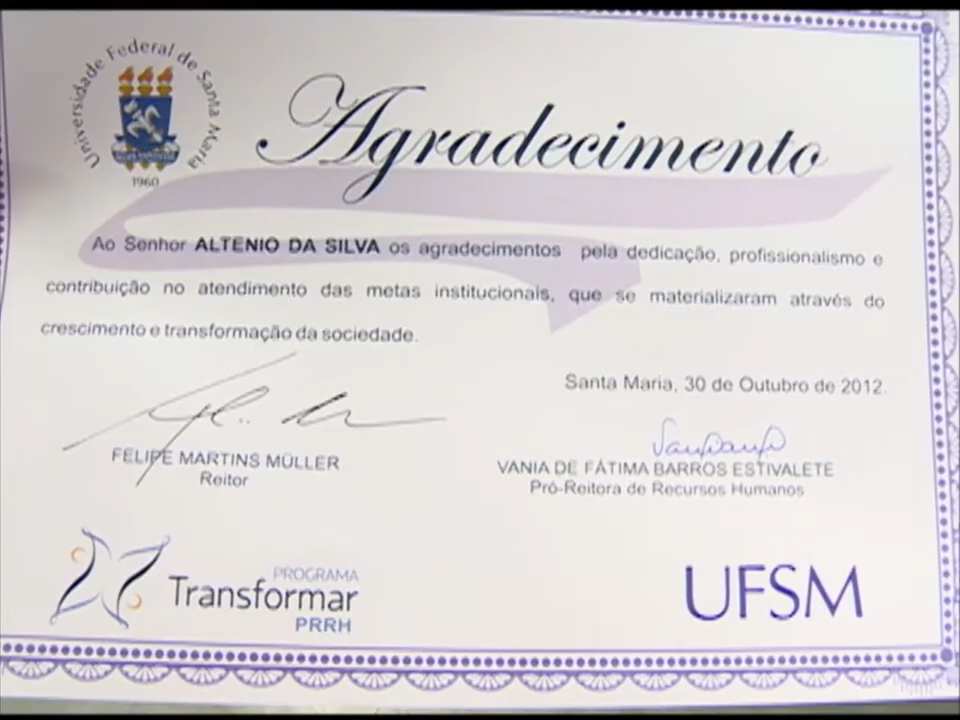 Universidade Federal de Santa Maria
1960
Agradecimento
Ao Senhor ALTENIO DA SILVA os agradecimentos pela dedicação, profissionalismo e
contribuição no atendimento das metas institucionais, que se materializaram através do
crescimento e transformação da sociedade.
Santa Maria, 30 de Outubro de 2012.
FELIPE MARTINS MÜLLER
Reitor
VANIA DE FÁTIMA BARROS ESTIVALETE
Pró-Reitora de Recursos Humanos
PROGRAMA
Transformar
PRRH
UFSM